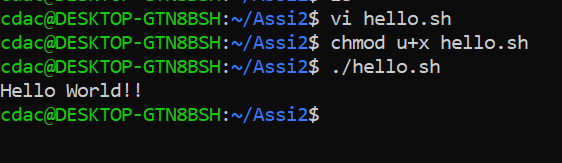 cdac@DESKTOP-GTN8BSH:~/Assi2$ vi hello.sh
cdac@DESKTOP-GTN8BSH:~/Assi2$ chmod u+x hello.sh
cdac@DESKTOP-GTN8BSH:~/Assi2$ ./hello.sh
Hello World!!
cdac@DESKTOP-GTN8BSH:~/Assi2$